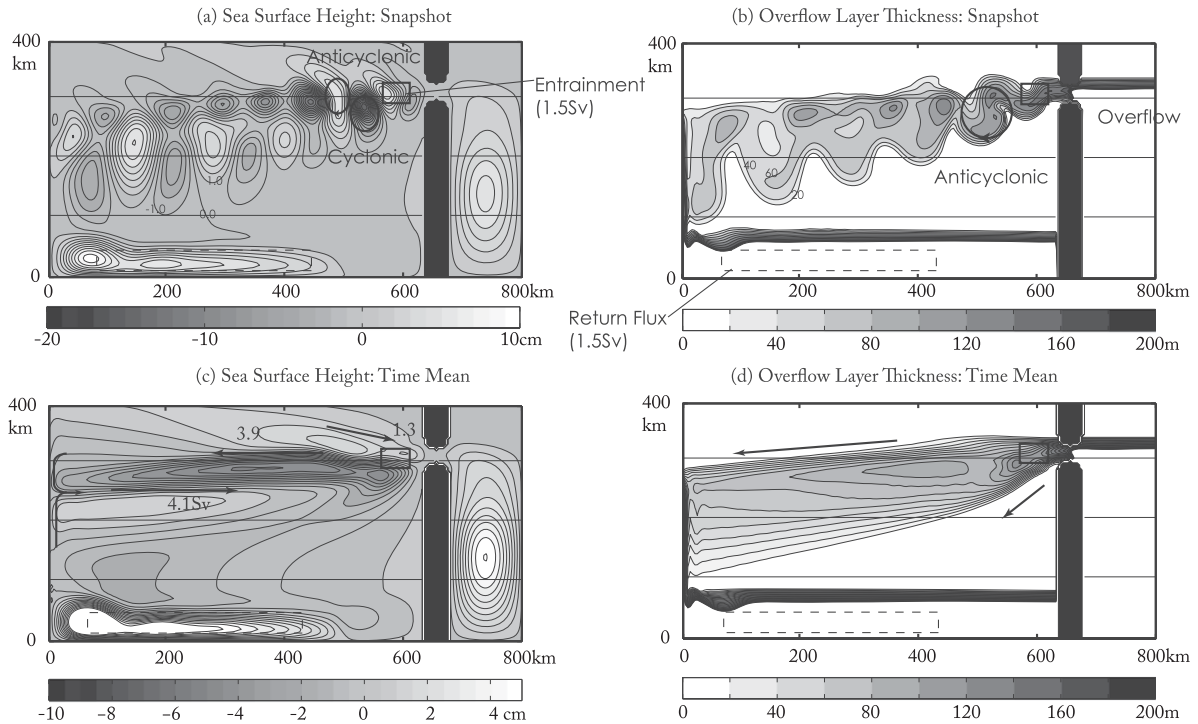 (a) Sea Surface Height: Snapshot
(b) Overflow Layer Thickness: Snapshot
400
km
Anticyclonic
Cyclonic
1.0
-1.0
0.0
0
0
200
400
600
800km
-20
-10
0
10cm
Entrainment
(1.5Sv)
400
km
Overflow
Anticyclonic
40
60
20
0
0
200
400
600
800km
Return Flux
(1.5Sv)
0
40
80
120
160
200m
(c) Sea Surface Height: Time Mean
(d) Overflow Layer Thickness: Time Mean
400
km
3.9
1.3
4.1Sv
0
0
200
400
600
800km
-10
-8
-6
-4
-2
0
2
4 cm
400
km
0
0
200
400
600
800km
0
40
80
120
160
200m